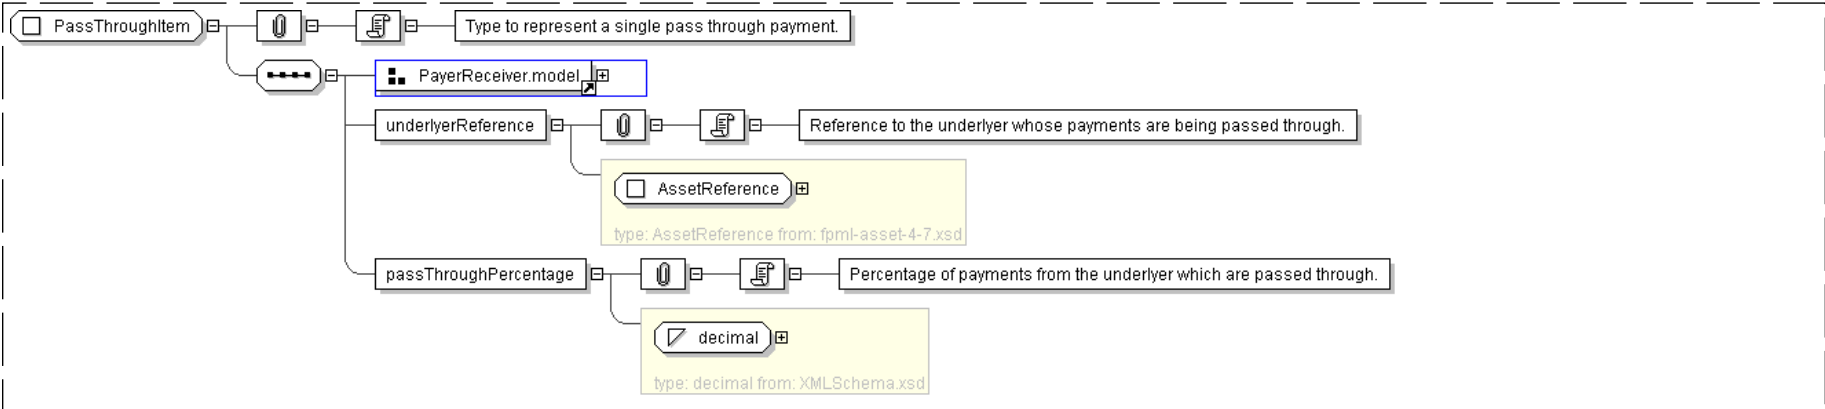 PassThroughItem
Type to represent a single pass through payment.
PayerReceiver.model
underlyerReference
Reference to the underlyer whose payments are being passed through.
AssetReference
type: AssetReference from: fpml-asset-4-7.xsd
passThroughPercentage
Percentage of payments from the underlyer which are passed through.
decimal
type: decimal from: XMLSchema.xsd